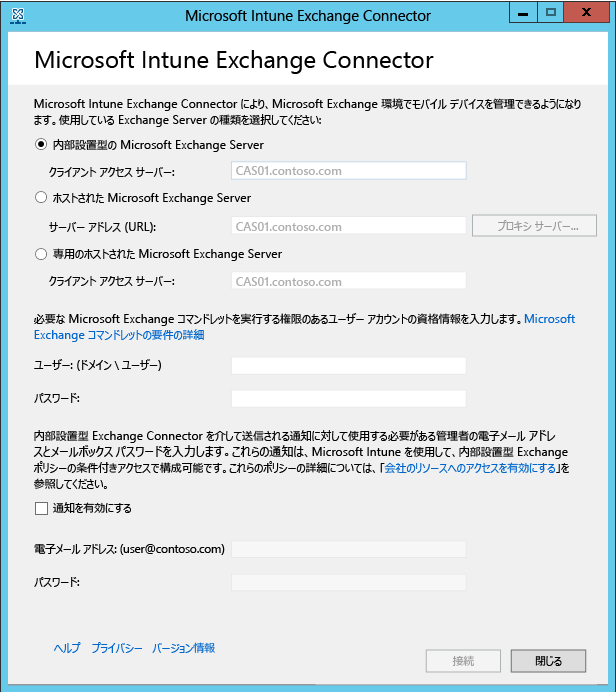 Microsoft Intune Exchange Connector
Microsoft Intune Exchange Connector
Microsoft Intune Exchange Connector により、Microsoft Exchange 環境でモバイル デバイスを管理できるようになり
ます。使用している Exchange Server の種類を選択してください:
内部設置型の Microsoft Exchange Server
クライアント アクセス サーバー:
CAS01.contoso.com
ホストされた Microsoft Exchange Server
サーバー アドレス (URL):
CAS01.contoso.com
プロキシ サーバー...
専用のホストされた Microsoft Exchange Server
クライアント アクセス サーバー:
CAS01.contoso.com
必要な Microsoft Exchange コマンドレットを実行する権限のあるユーザー アカウントの資格情報を入力します。Microsoft
Exchange コマンドレットの要件の詳細
ユーザー: (ドメイン \ ユーザー)
パスワード:
内部設置型 Exchange Connector を介して送信される通知に対して使用する必要がある管理者の電子メール アドレ
スとメールボックス パスワードを入力します。これらの通知は、Microsoft Intune を使用して、内部設置型 Exchange
ポリシーの条件付きアクセスで構成可能です。これらのポリシーの詳細については、「会社のリソースへのアクセスを有効にする」を
参照してください。
通知を有効にする
電子メール アドレス: (user@contoso.com)
パスワード:
ヘルプ プライバシー バージョン情報
接続
閉じる